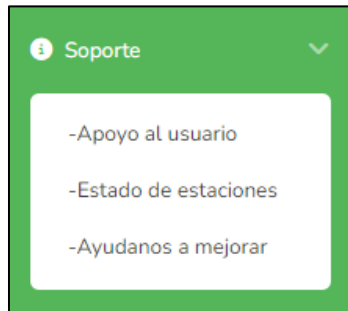 Soporte
-Apoyo al usuario
-Estado de estaciones
-Ayudanos a mejorar